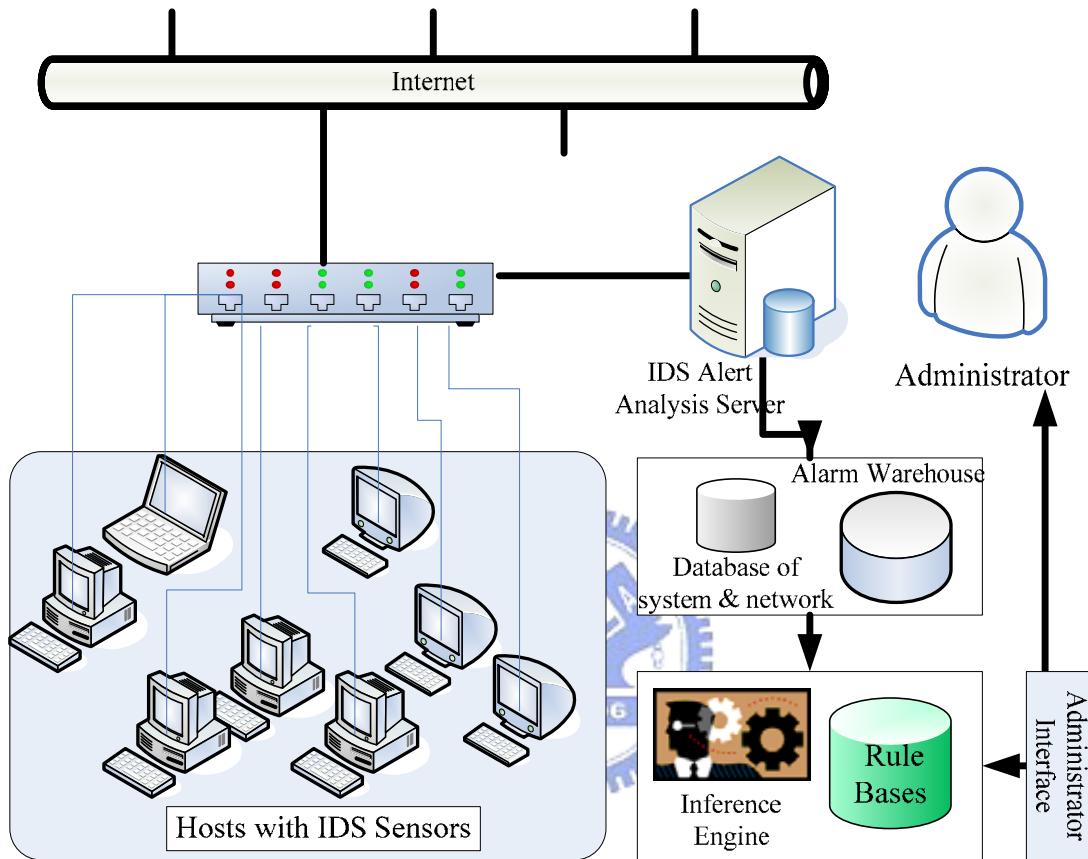 Internet
IDS Alert
Analysis Server
Administrator
Alarm Warehouse
Database of
system & network
Inference
Engine
Rule
Bases
Administrator
Interface
Hosts with IDS Sensors